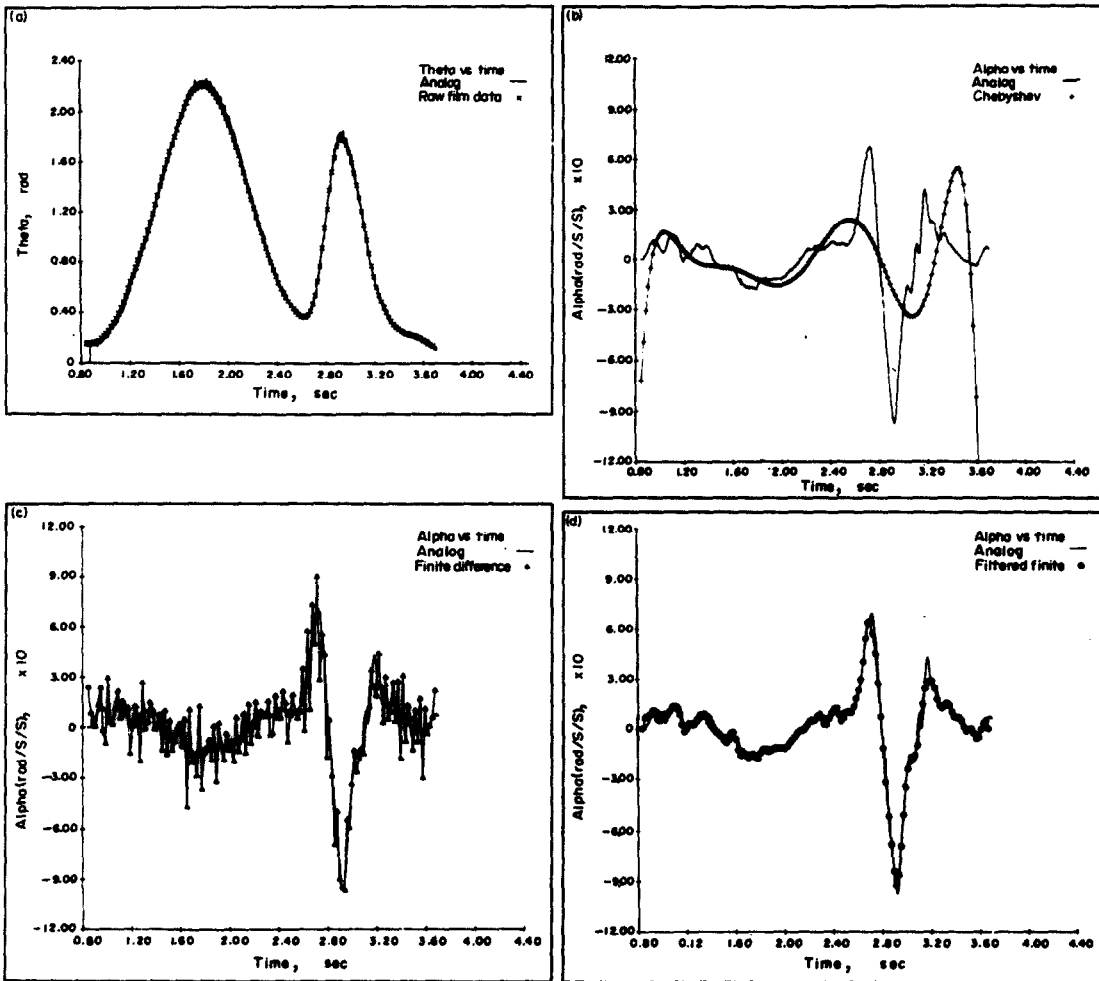 (a)
2.40
2.00
1.60
1.20
0.80
0.40
0
Theta, rad
Theta vs time
Analog
Raw film data
0.80 1.20 1.60 2.00 2.40 2.80 3.20 3.60 4.00 4.40
Time, sec
(b)
12.00
9.00
6.00
3.00
0
-3.00
-6.00
-9.00
-12.00
Alpha(rad/S/S), x10
Alpha vs time
Analog
Chebyshev
0.80 1.20 1.60 2.00 2.40 2.80 3.20 3.60 4.00 4.40
Time, sec
(c)
12.00
9.00
6.00
3.00
0
-3.00
-6.00
-9.00
-12.00
Alpha(rad/S/S), x10
Alpha vs time
Analog
Finite difference
0.80 1.20 1.60 2.00 2.40 2.80 3.20 3.60 4.00 4.40
Time, sec
(d)
12.00
9.00
6.00
3.00
0
-3.00
-6.00
-9.00
-12.00
Alpha(rad/S/S), x10
Alpha vs time
Analog
Filtered finite
0.80 0.12 1.60 2.00 2.40 2.80 3.20 3.60 4.00 4.40
Time, sec